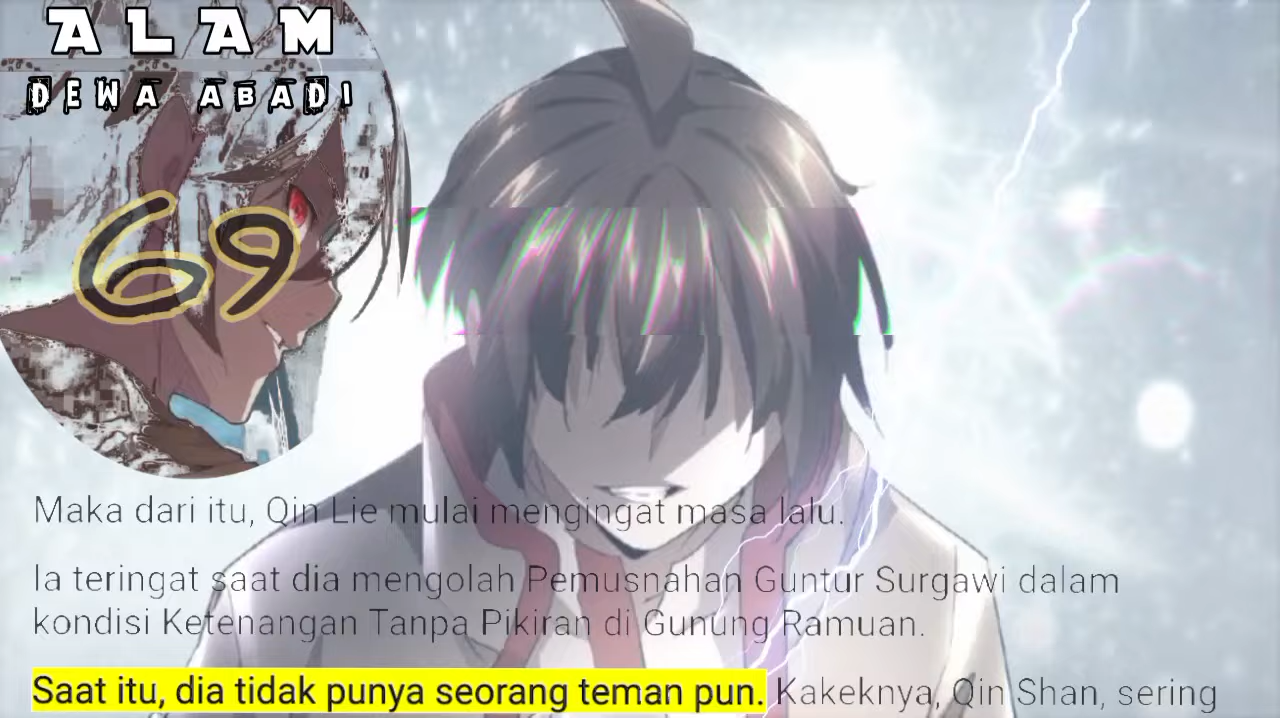 ALAM
DEWA ABADI
69
Maka dari itu, Qin Lie mulai mengingat masa lalu.
Ia teringat saat dia mengolah Pemusnahan Guntur Surgawi dalam
kondisi Ketenangan Tanpa Pikiran di Gunung Ramuan.
Saat itu, dia tidak punya seorang teman pun. Kakeknya, Qin Shan, sering